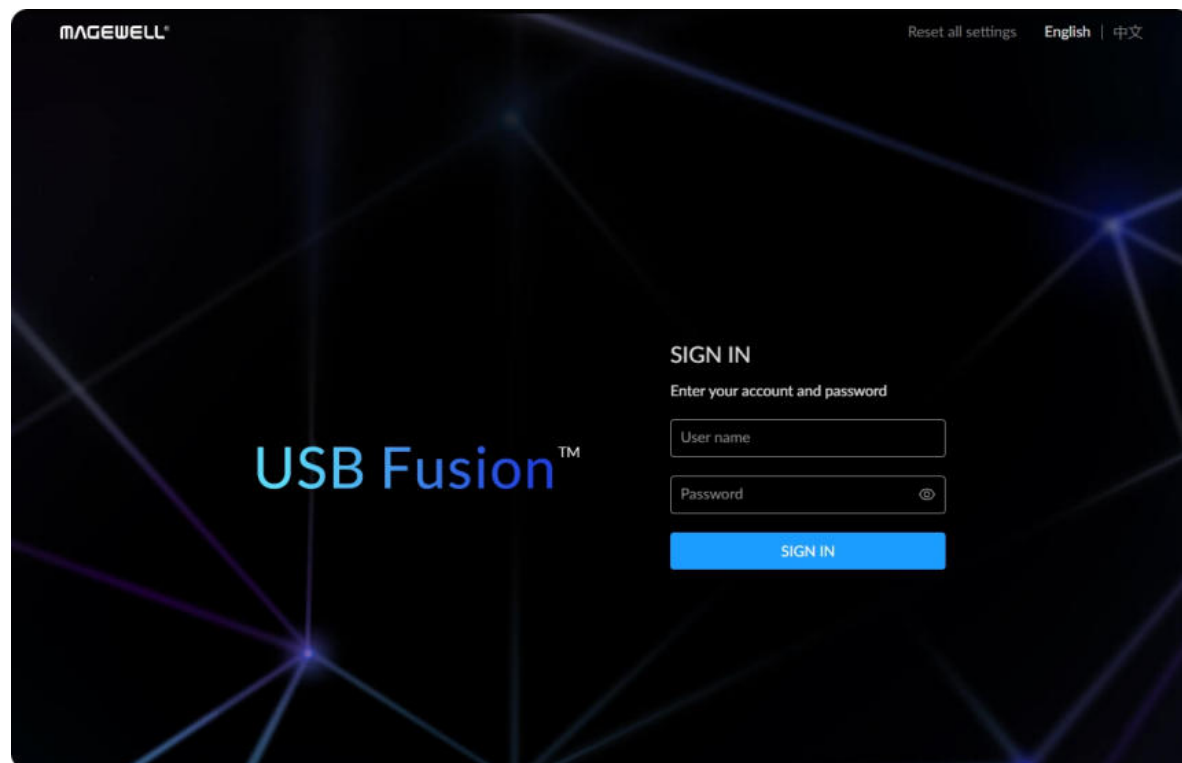 MAGEWELL®
Reset all settings English | 中文
SIGN IN
Enter your account and password
User name
USB Fusion™
Password
SIGN IN